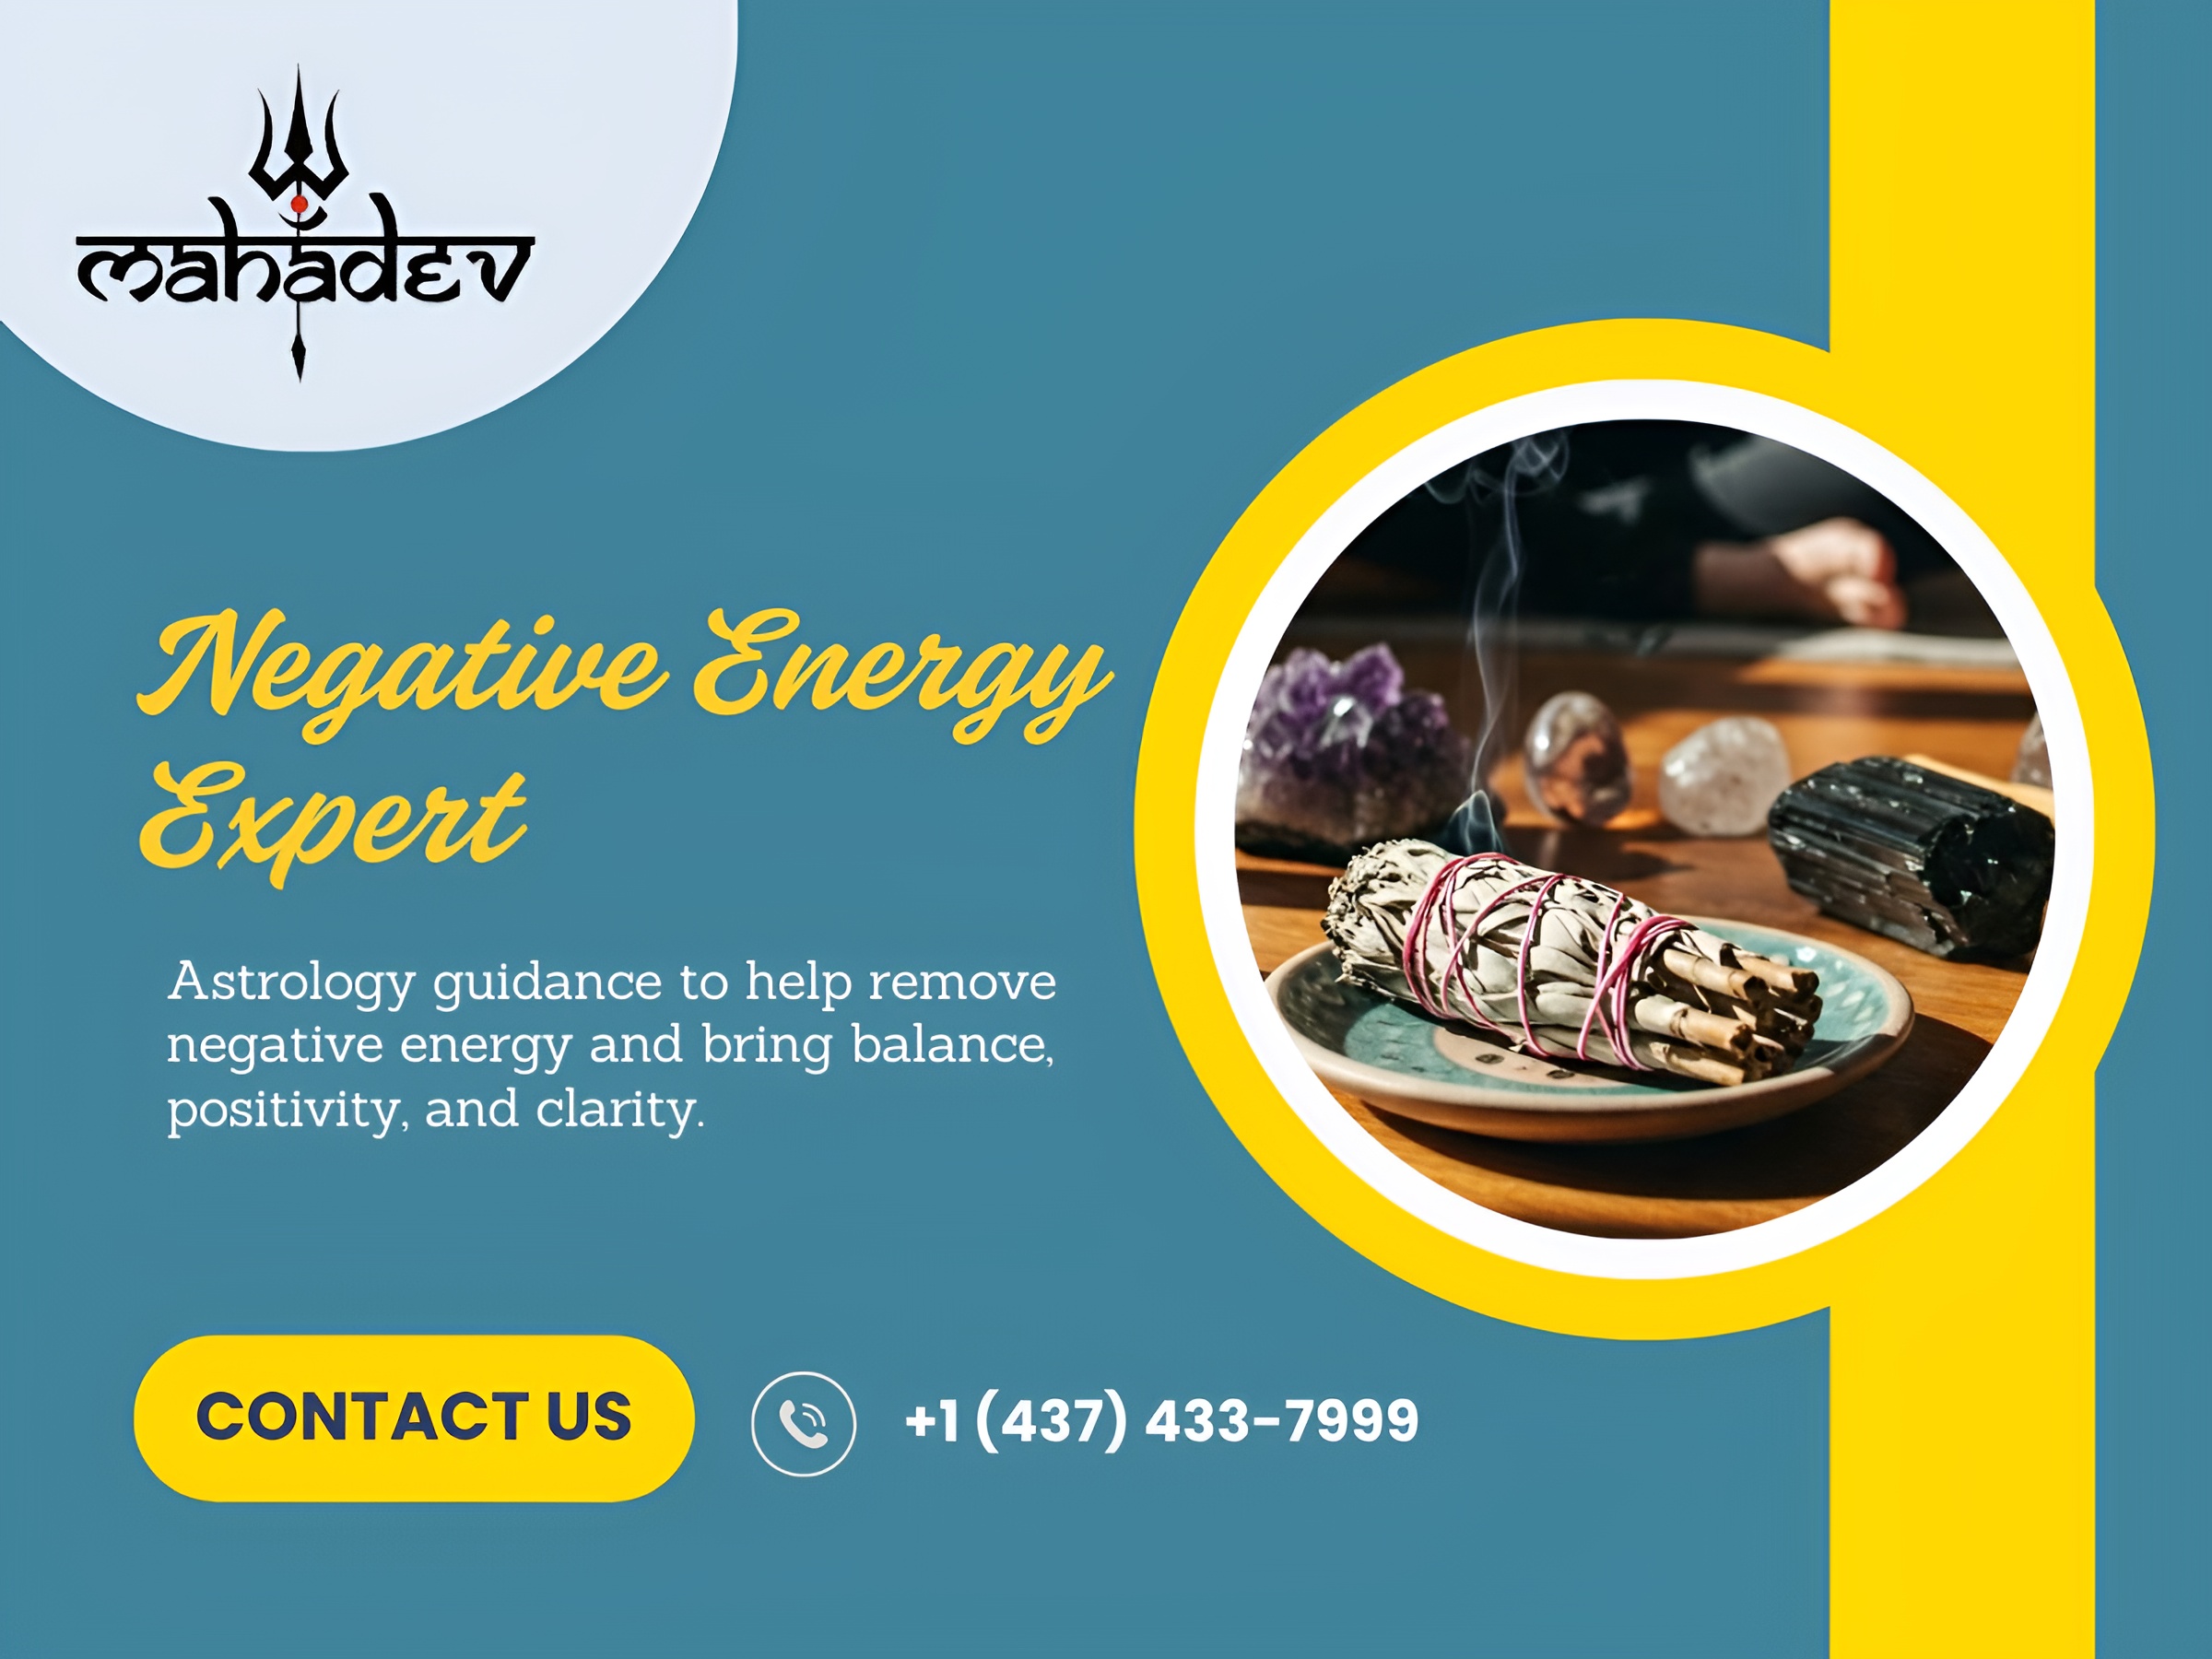 mahadev
Negative Energy
Expert
Astrology guidance to help remove
negative energy and bring balance,
positivity, and clarity.
CONTACT US
+1 (437) 433-7999